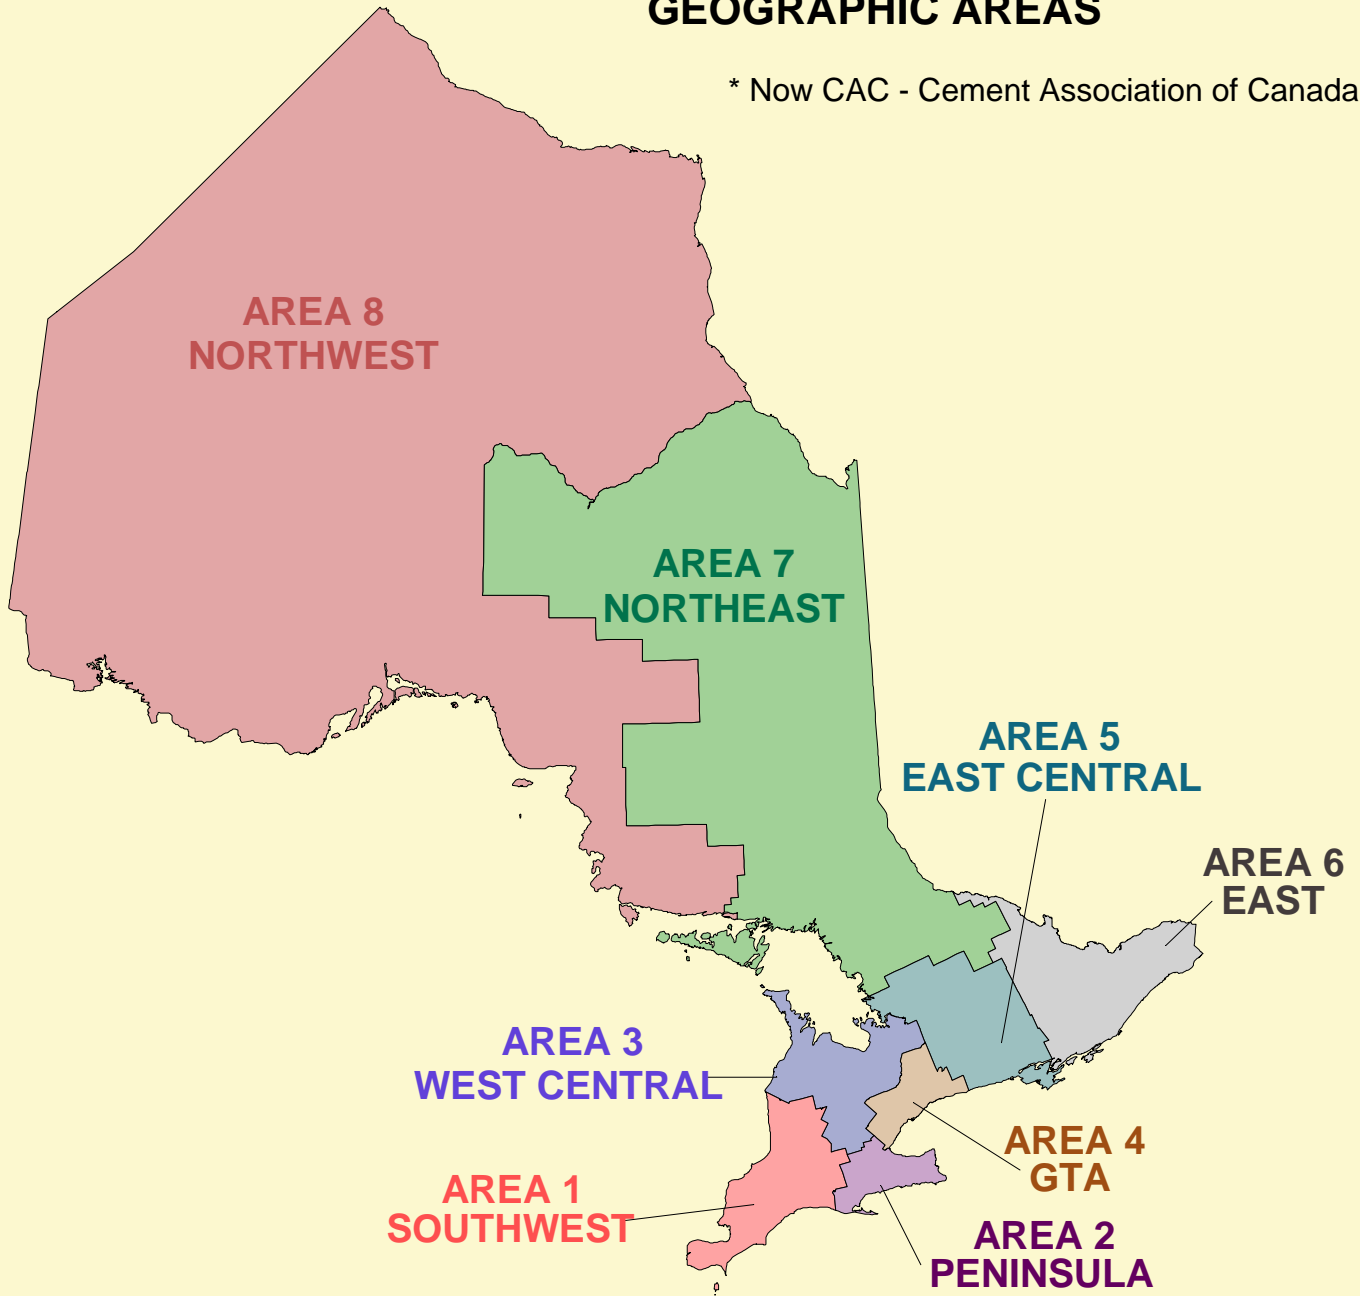 GEOGRAPHIC AREAS
* Now CAC - Cement Association of Canada
AREA 8
NORTHWEST
AREA 7
NORTHEAST
AREA 5
EAST CENTRAL
AREA 6
EAST
AREA 3
WEST CENTRAL
AREA 4
GTA
AREA 1
SOUTHWEST
AREA 2
PENINSULA